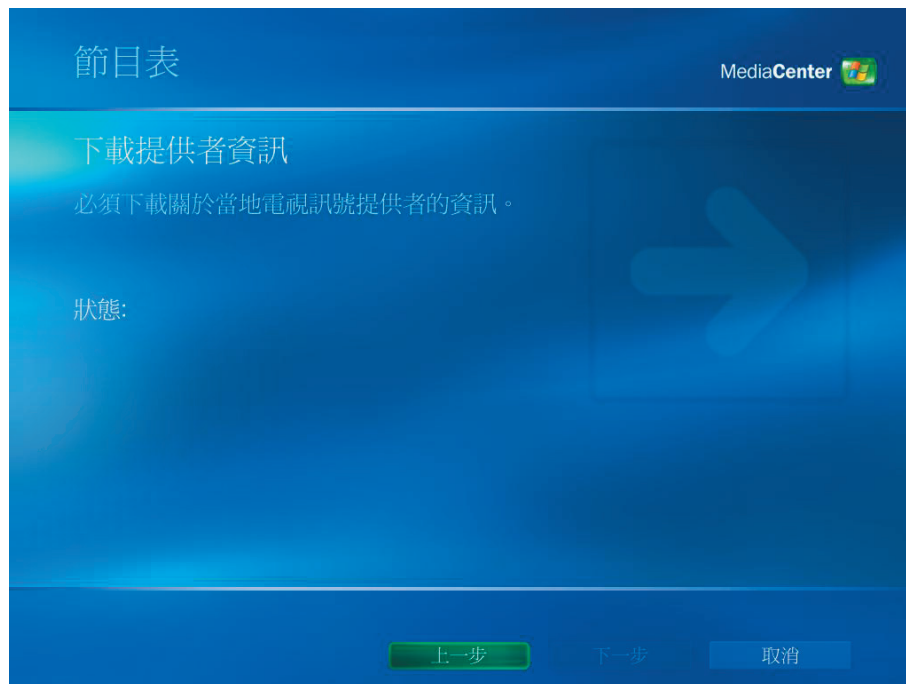 節目表
MediaCenter
下載提供者資訊
必須下載關於當地電視訊號提供者的資訊。
狀態:
上一步
下一步
取消